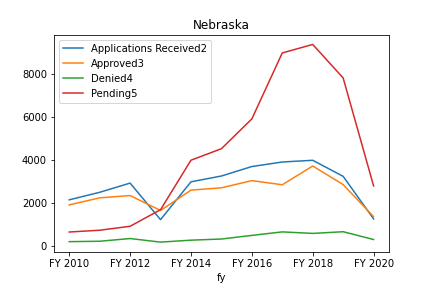 Nebraska
Applications Received2
Approved3
Denied4
Pending5
8000
6000
4000
2000
0
FY 2010 FY 2012 FY 2014 FY 2016 FY 2018 FY 2020
fy